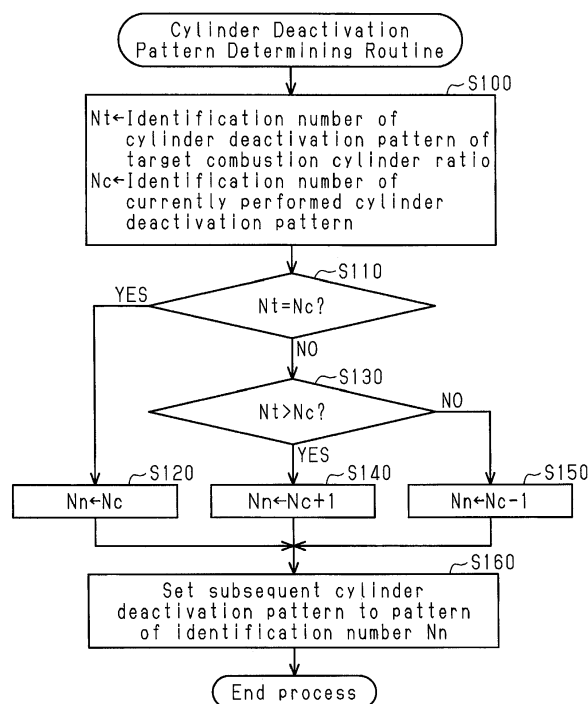 Cylinder Deactivation
Pattern Determining Routine
S100
Nt←Identification number of
cylinder deactivation pattern of
target combustion cylinder ratio
Nc←Identification number of
currently performed cylinder
deactivation pattern
S110
YES
Nt=Nc?
NO
S130
Nt>Nc?
NO
YES
S120
S140
S150
Nn←Nc
Nn←Nc+1
Nn←Nc-1
S160
Set subsequent cylinder
deactivation pattern to pattern
of identification number Nn
End process